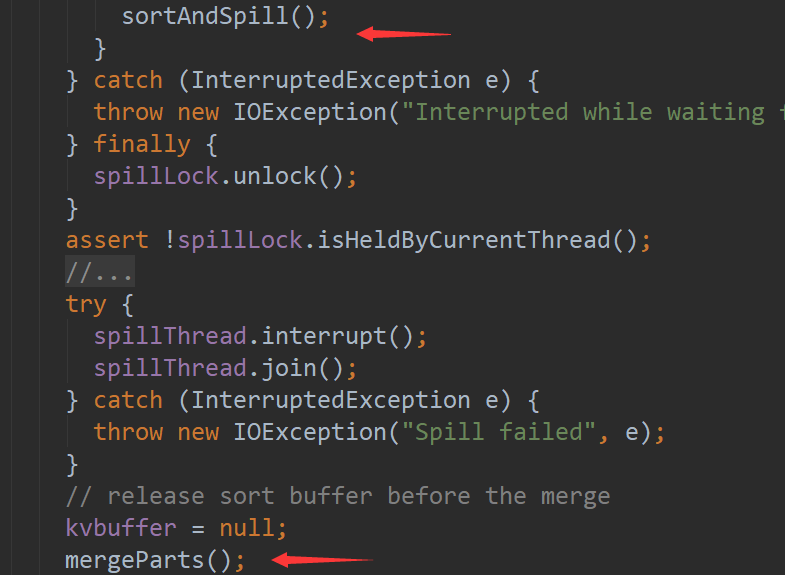 sortAndSpill();
}
} catch (InterruptedException e) {
throw new IOException("Interrupted while waiting
} finally {
spillLock.unlock();
}
assert !spillLock.isHeldByCurrentThread();
//...
try {
spillThread.interrupt();
spillThread.join();
} catch (InterruptedException e) {
throw new IOException("Spill failed", e);
}
// release sort buffer before the merge
kvbuffer = null;
mergeParts();